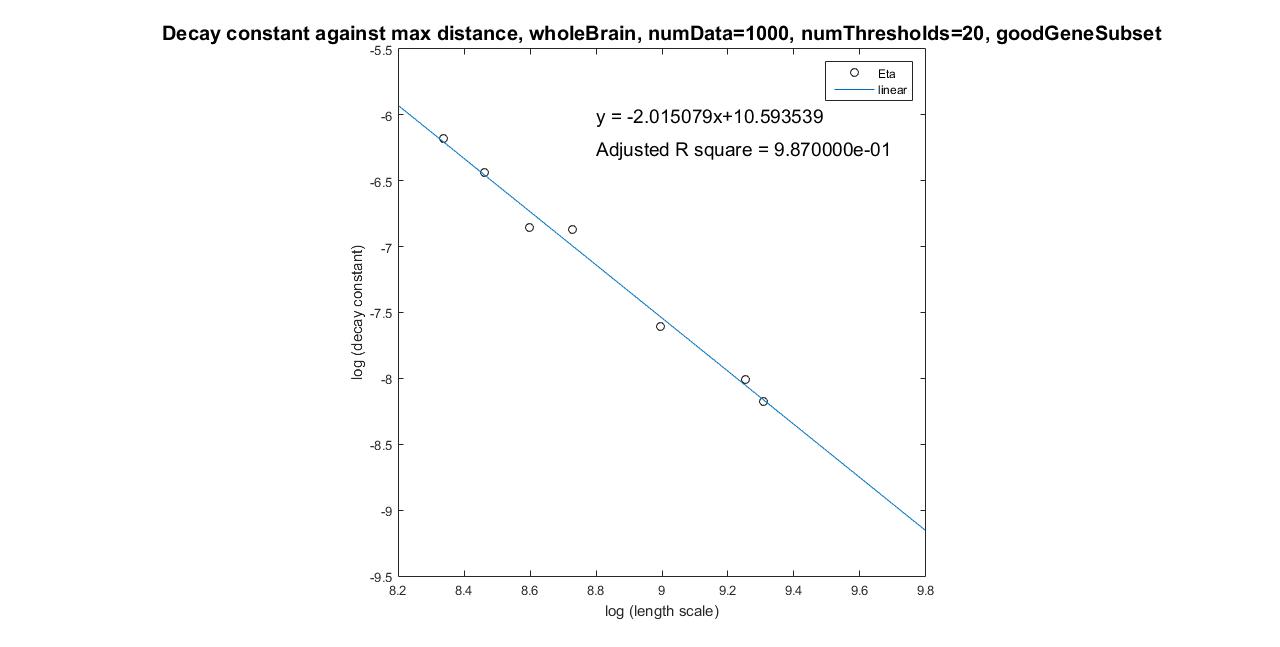 Decay constant against max distance, wholeBrain, numData=1000, numThresholds=20, goodGeneSubset
-5.5
Eta
linear
-6
y = -2.015079x+10.593539
Adjusted R square = 9.870000e-01
-6.5
-7
log (decay constant)
-7.5
-8
-8.5
-9
-9.5
8.2 8.4 8.6 8.8 9 9.2 9.4 9.6 9.8
log (length scale)